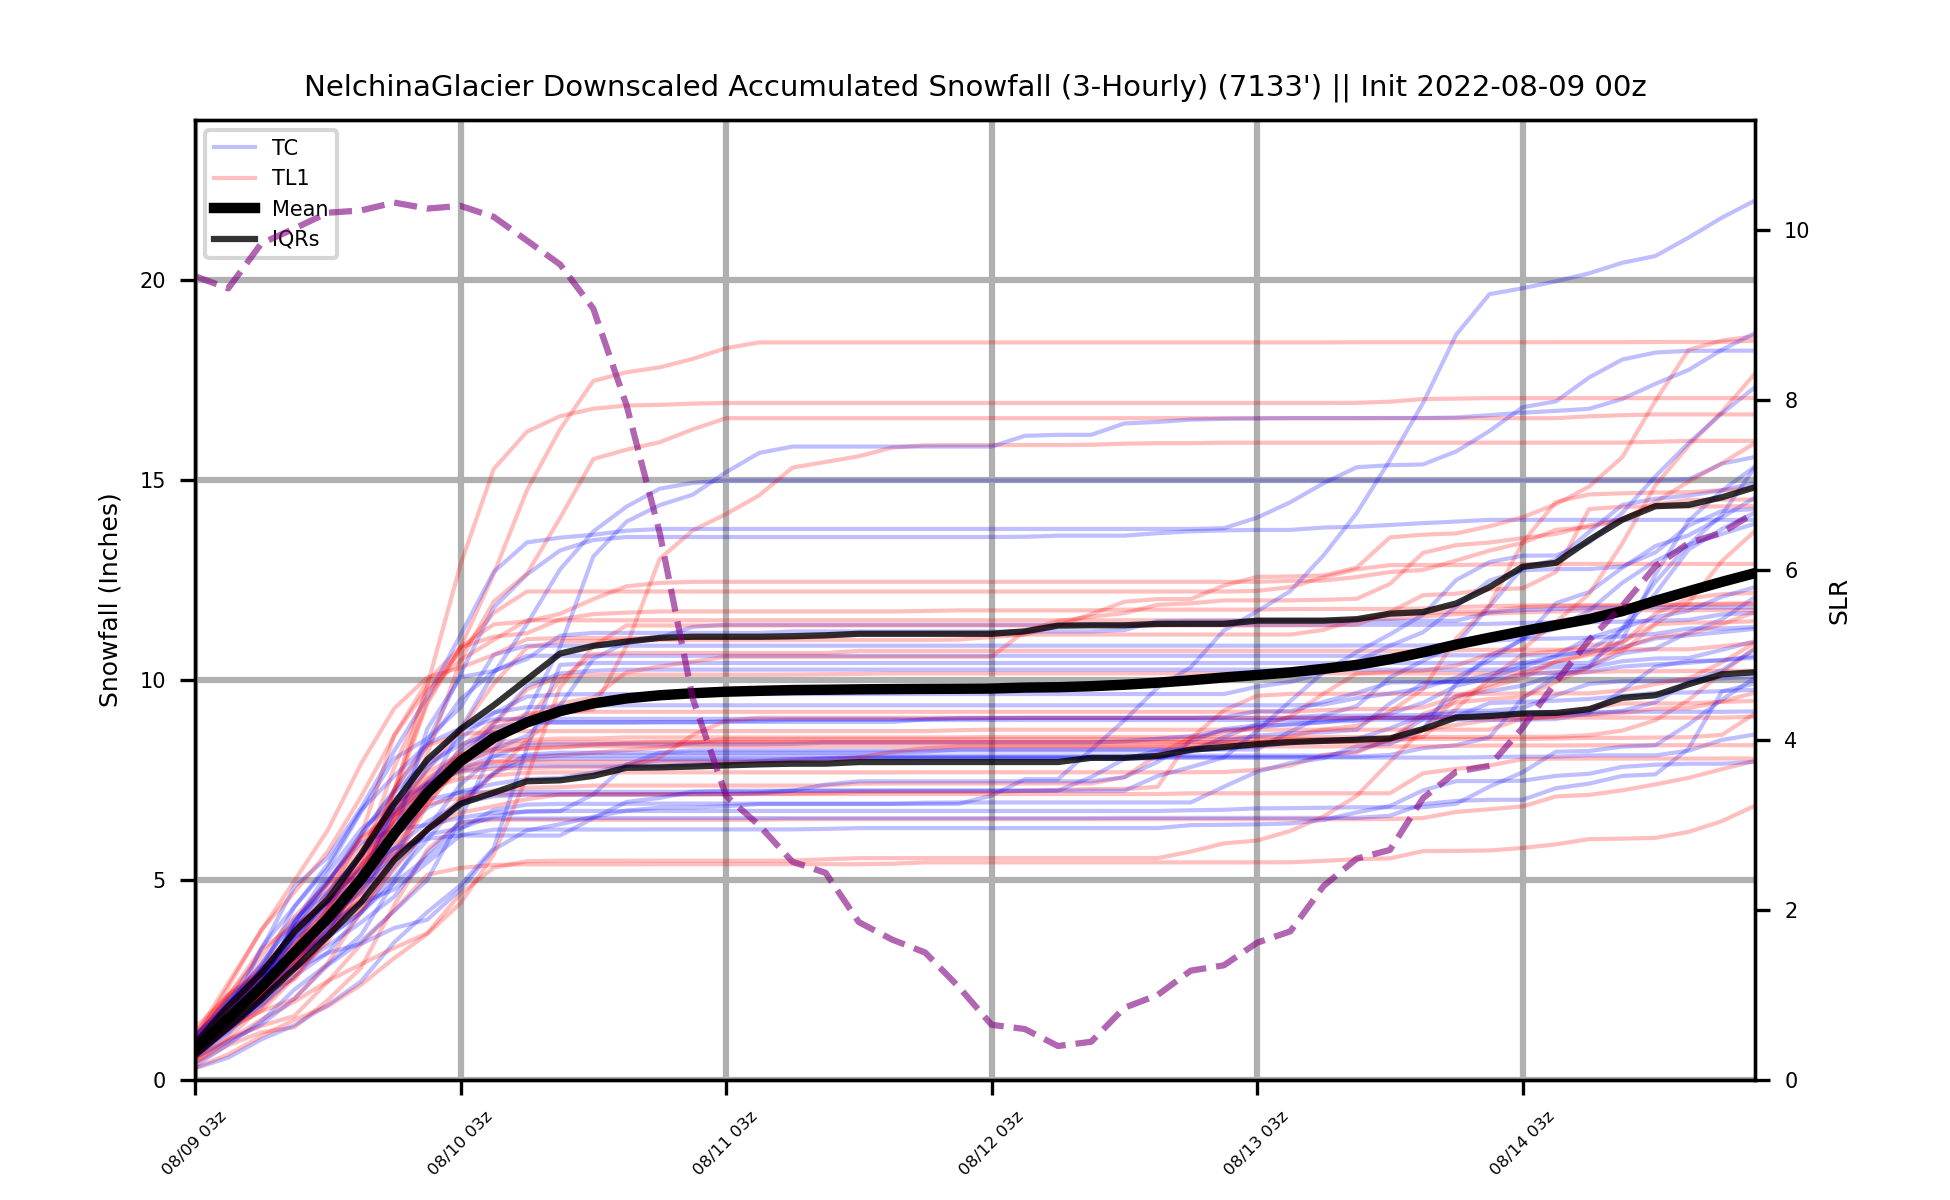 NelchinaGlacier Downscaled Accumulated Snowfall (3-Hourly) (7133') || Init 2022-08-09 00z
TC
TL1
Mean
IQRs
Snowfall (Inches)
20
15
10
5
0
10
8
6
4
2
0
SLR
08/09 03z
08/10 03z
08/11 03z
08/12 03z
08/13 03z
08/14 03z